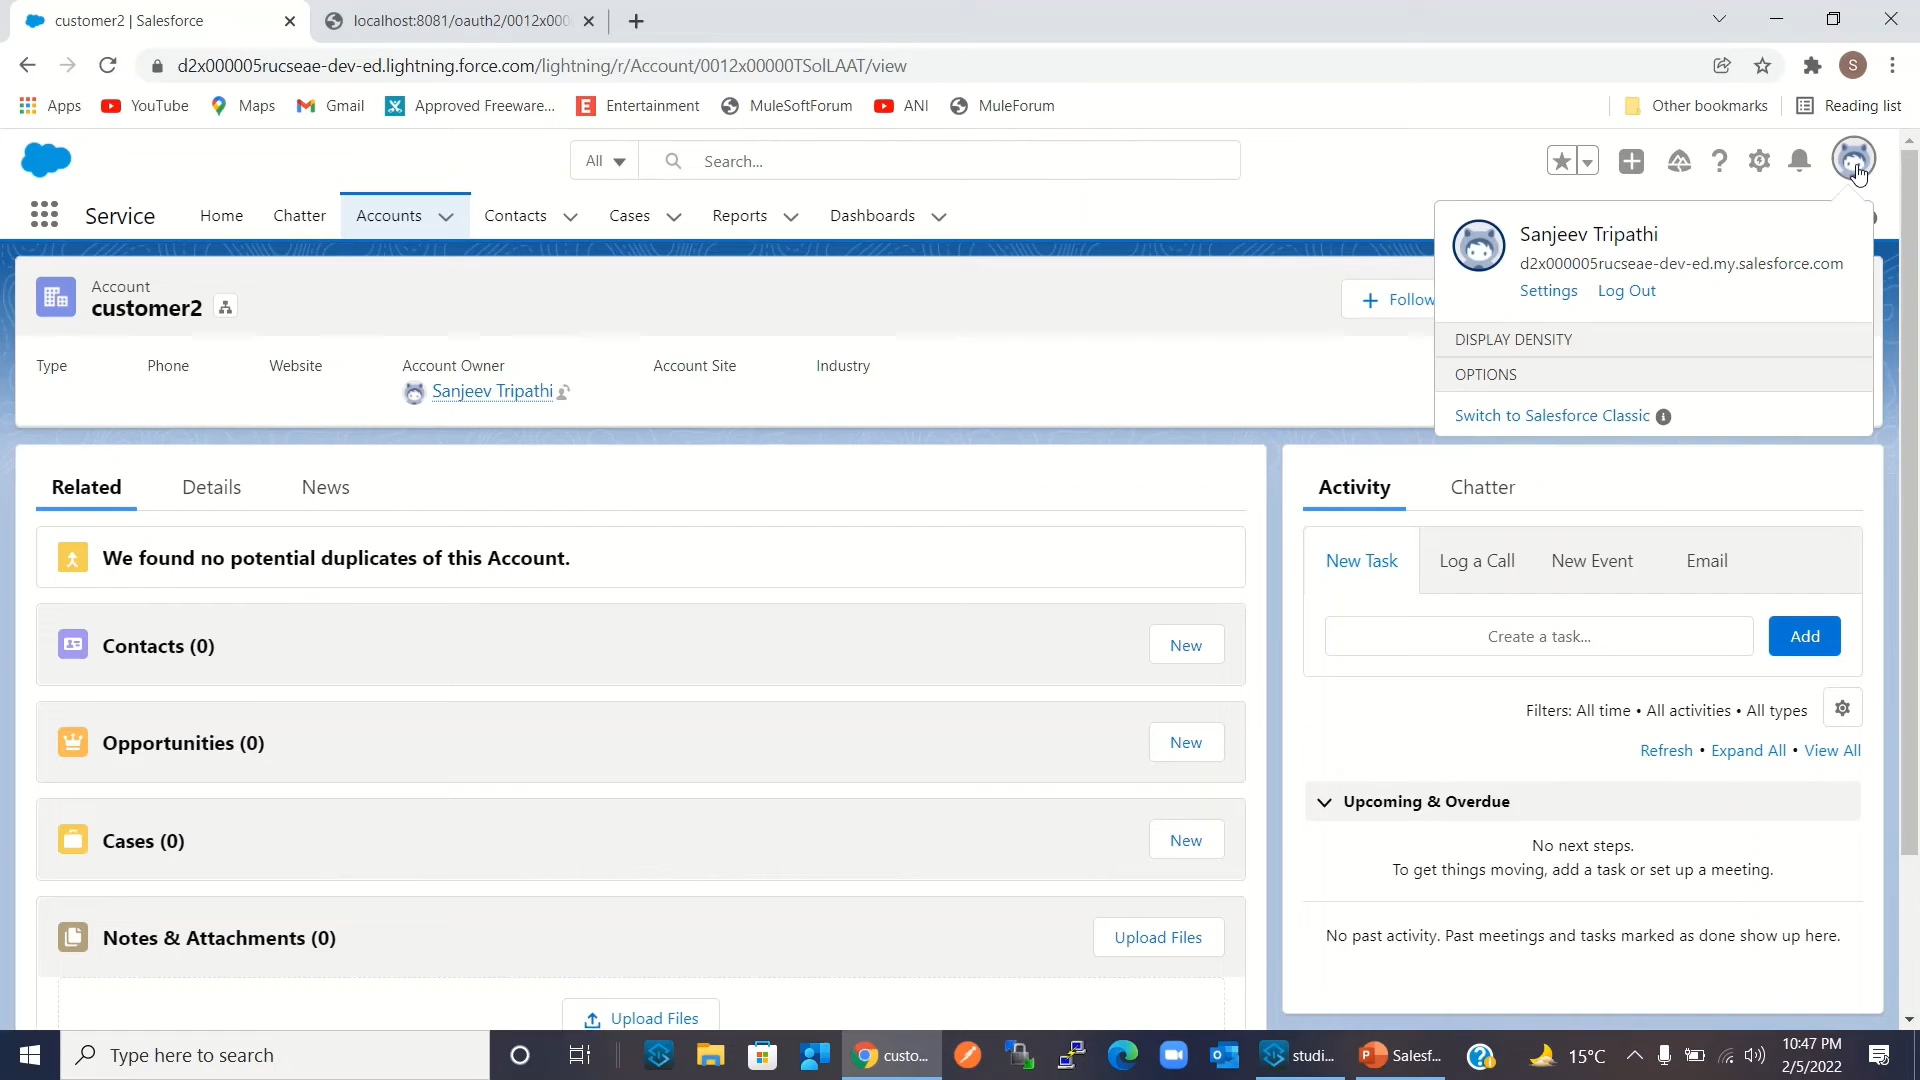 customer2 | Salesforce
localhost:8081/oauth2/0012x000
d2x000005rucseae-dev-ed.lightning.force.com/lightning/r/Account/0012x00000TSoILAAT/view
S
Apps YouTube Maps Gmail Approved Freeware... Entertainment MuleSoftForum ANI MuleForum Other bookmarks Reading list
All Search...
Service Home Chatter Accounts Contacts Cases Reports Dashboards
Sanjeev Tripathi
d2x000005rucseae-dev-ed.my.salesforce.com
Settings Log Out
DISPLAY DENSITY
OPTIONS
Switch to Salesforce Classic
Account
customer2
Follow
Type Phone Website Account Owner Account Site Industry
Sanjeev Tripathi
Related Details News
We found no potential duplicates of this Account.
Contacts (0) New
Opportunities (0) New
Cases (0) New
Notes & Attachments (0) Upload Files
Upload Files
Activity Chatter
New Task Log a Call New Event Email
Create a task... Add
Filters: All time • All activities • All types
Refresh • Expand All • View All
Upcoming & Overdue
No next steps.
To get things moving, add a task or set up a meeting.
No past activity. Past meetings and tasks marked as done show up here.
Type here to search
custo...
studi...
Salesf...
15°C
10:47 PM
2/5/2022